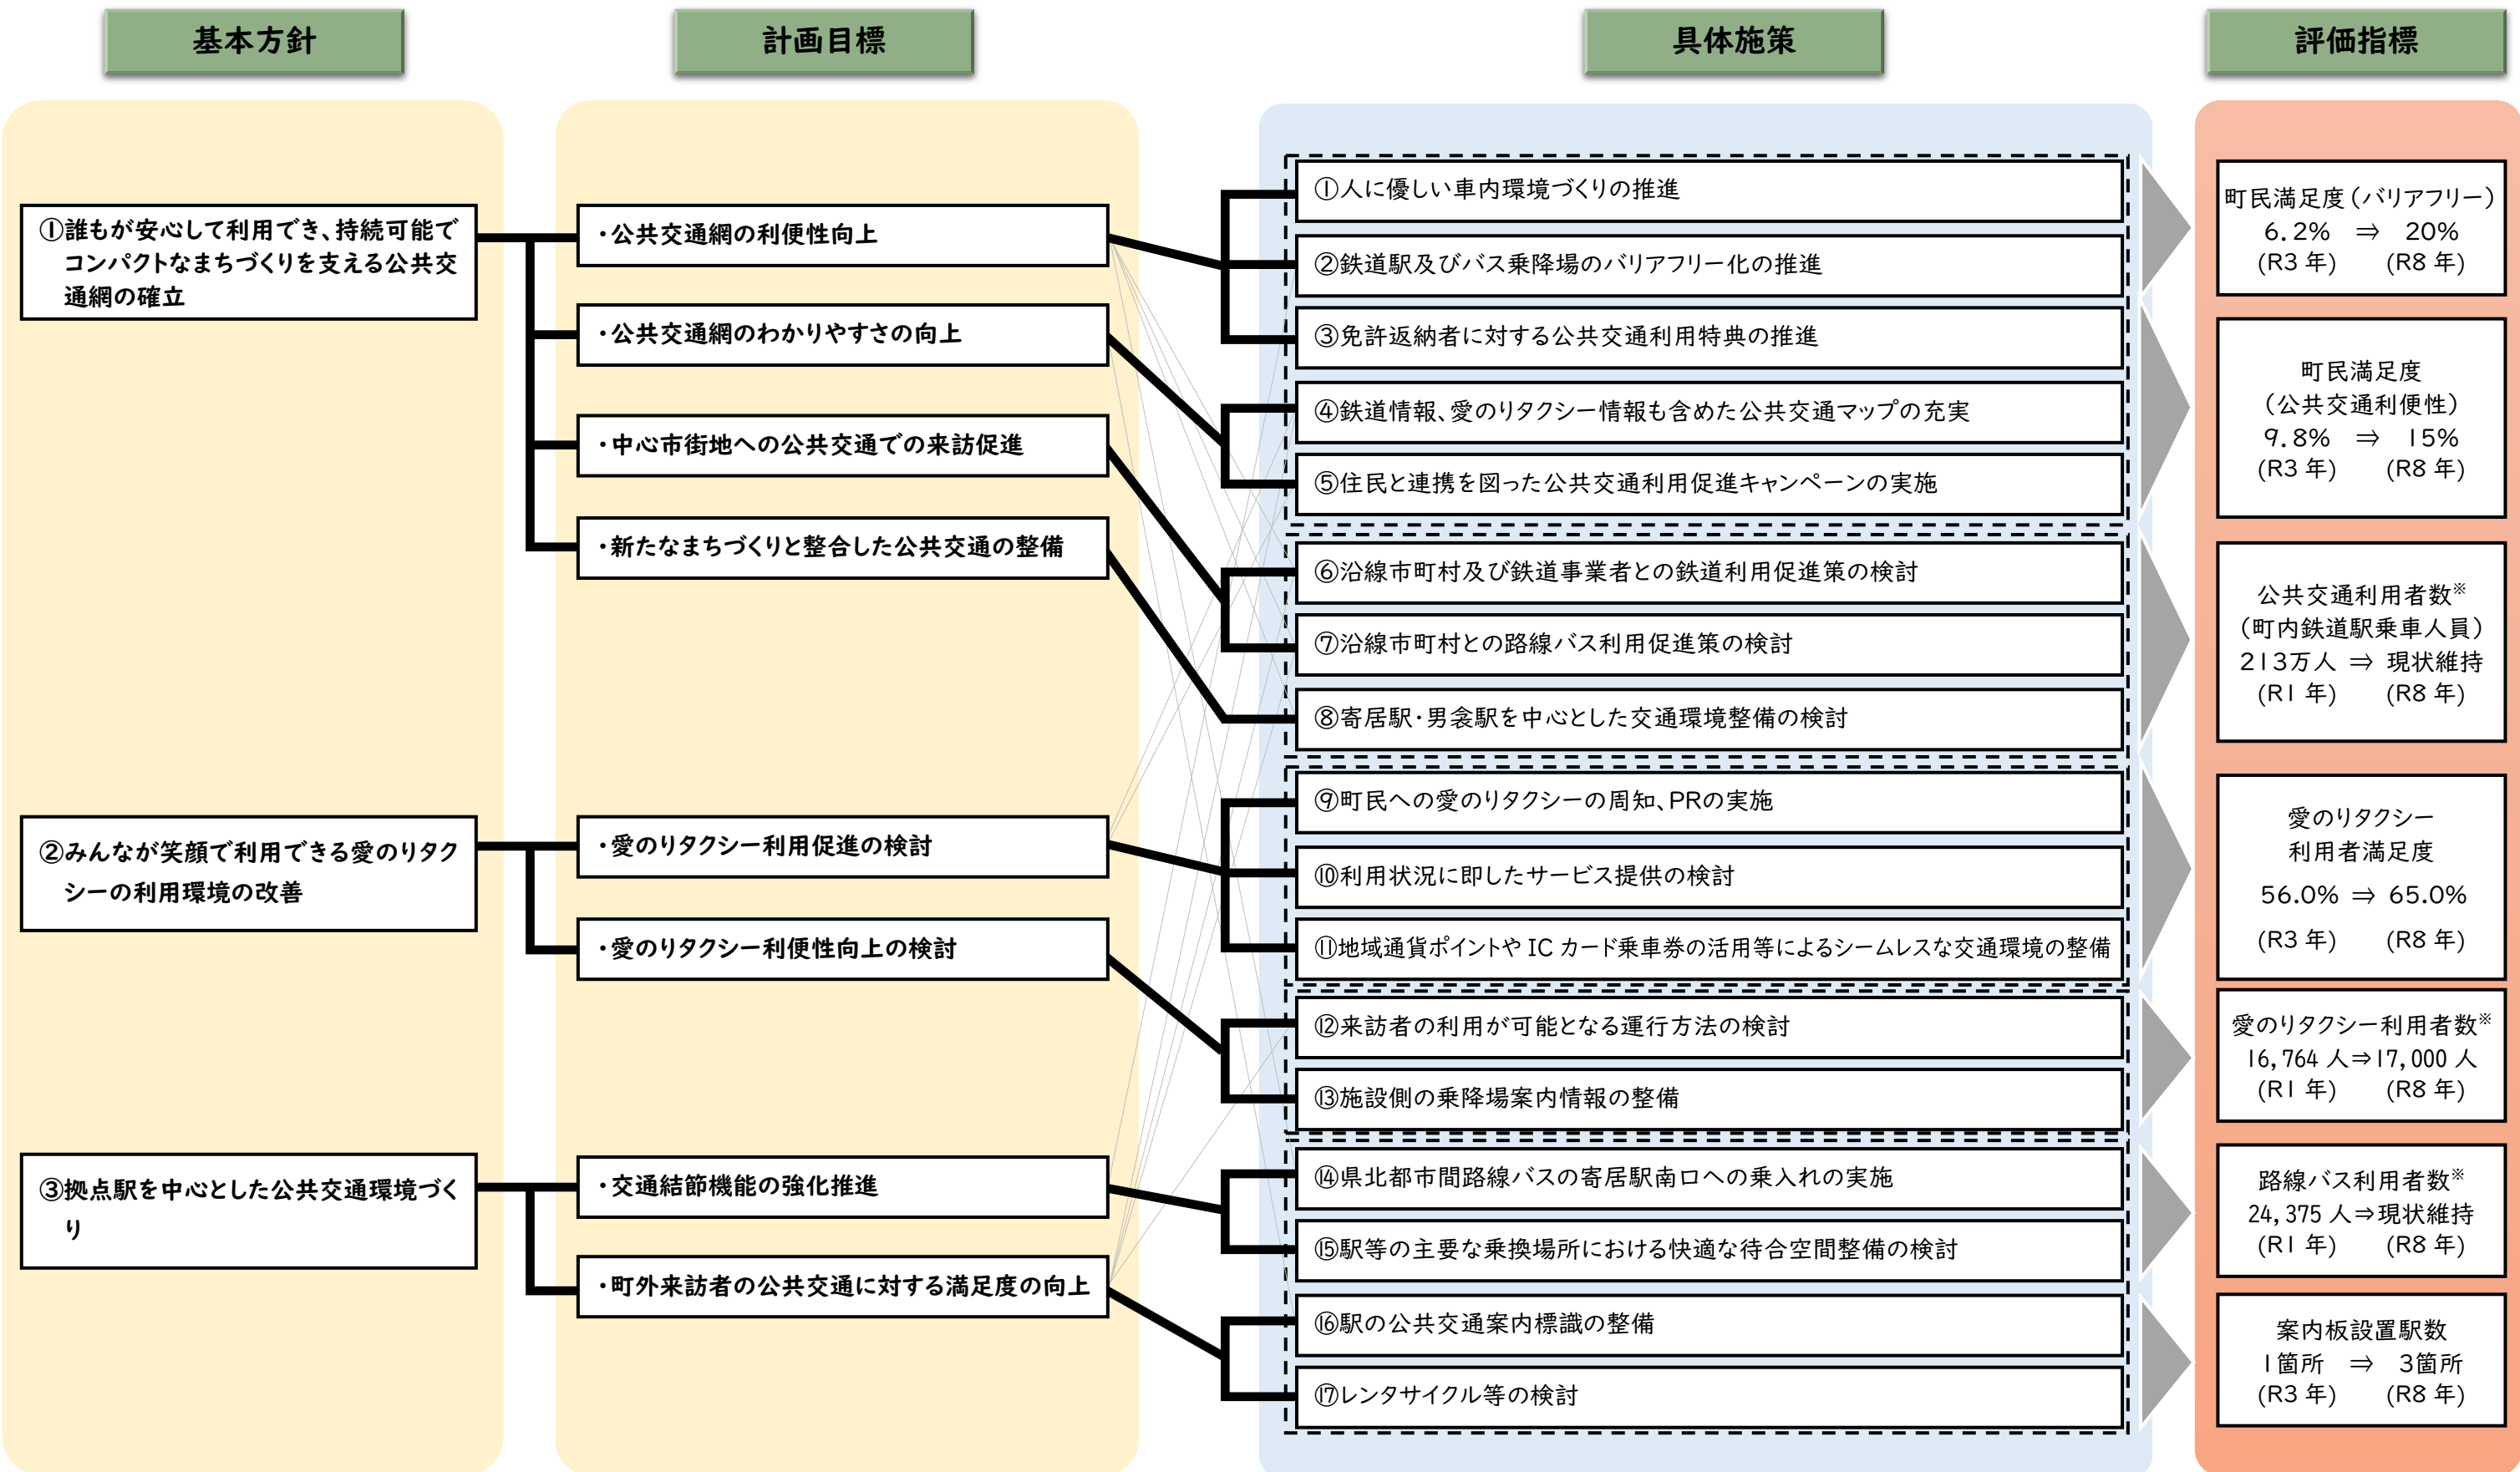 基本方針
計画目標
具体施策
評価指標
①誰もが安心して利用でき、持続可能で
コンパクトなまちづくりを支える公共交
通網の確立
②みんなが笑顔で利用できる愛のりタク
シーの利用環境の改善
③拠点駅を中心とした公共交通環境づく
り
・公共交通網の利便性向上
・公共交通網のわかりやすさの向上
・中心市街地への公共交通での来訪促進
・新たなまちづくりと整合した公共交通の整備
・愛のりタクシー利用促進の検討
・愛のりタクシー利便性向上の検討
・交通結節機能の強化推進
・町外来訪者の公共交通に対する満足度の向上
①人に優しい車内環境づくりの推進
②鉄道駅及びバス乗降場のバリアフリー化の推進
③免許返納者に対する公共交通利用特典の推進
④鉄道情報、愛のりタクシー情報も含めた公共交通マップの充実
⑤住民と連携を図った公共交通利用促進キャンペーンの実施
⑥沿線市町村及び鉄道事業者との鉄道利用促進策の検討
⑦沿線市町村との路線バス利用促進策の検討
⑧寄居駅・男衾駅を中心とした交通環境整備の検討
⑨町民への愛のりタクシーの周知、PRの実施
⑩利用状況に即したサービス提供の検討
⑪地域通貨ポイントや IC カード乗車券の活用等によるシームレスな交通環境の整備
⑫来訪者の利用が可能となる運行方法の検討
⑬施設側の乗降場案内情報の整備
⑭県北都市間路線バスの寄居駅南口への乗入れの実施
⑮駅等の主要な乗換場所における快適な待合空間整備の検討
⑯駅の公共交通案内標識の整備
⑰レンタサイクル等の検討
町民満足度（バリアフリー）
6.2% ⇒ 20%
(R3 年) (R8 年)
町民満足度
（公共交通利便性）
9.8% ⇒ 15%
(R3 年) (R8 年)
公共交通利用者数※
（町内鉄道駅乗車人員）
213万人 ⇒ 現状維持
(R1 年) (R8 年)
愛のりタクシー
利用者満足度
56.0% ⇒ 65.0%
(R3 年) (R8 年)
愛のりタクシー利用者数※
16,764 人⇒17,000 人
(R1 年) (R8 年)
路線バス利用者数※
24,375 人⇒現状維持
(R1 年) (R8 年)
案内板設置駅数
1箇所 ⇒ 3箇所
(R3 年) (R8 年)